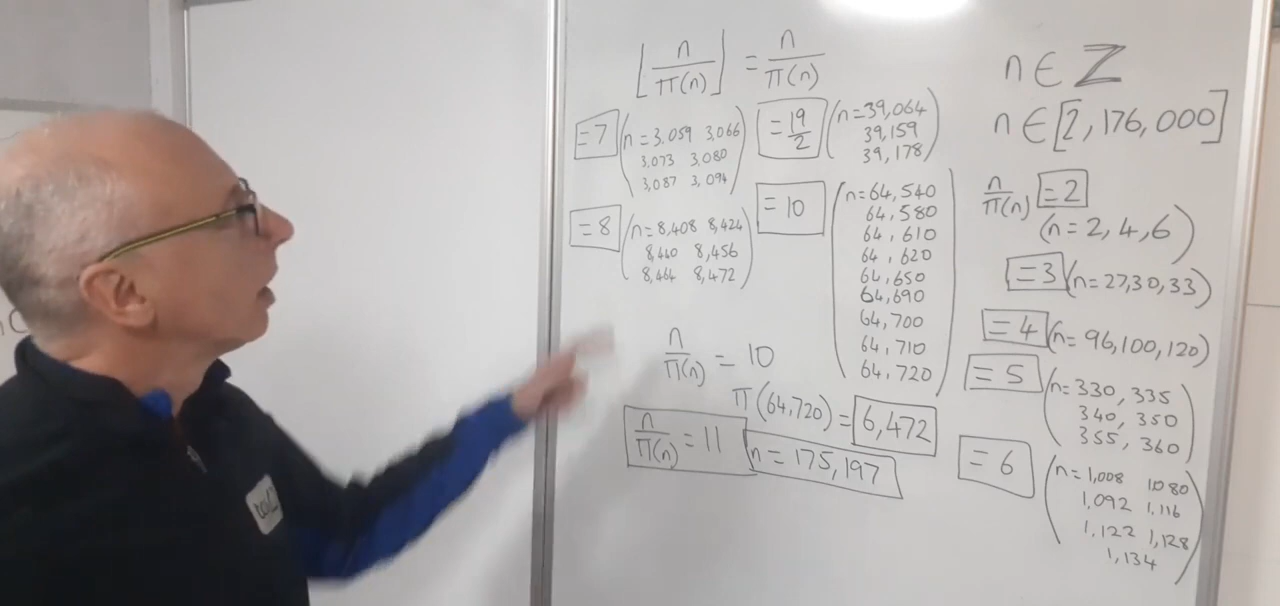 ⌊n/π(n)⌋ = n/π(n)
=7 (n = 3,059 3,066
3,073 3,080
3,087 3,094)
=8 (n = 8,408 8,424
8,440 8,456
8,464 8,472)
=19/2 (n = 39,064
39,159
39,178)
=10 (n = 64,540
64,580
64,610
64,620
64,650
64,690
64,700
64,710
64,720)
n/π(n) = 10
π(64,720) = 6,472
n/π(n) = 11 n = 175,197
n ∈ ℤ
n ∈ [2, 176,000]
n/π(n) =2
(n = 2, 4, 6)
=3 (n = 27, 30, 33)
=4 (n = 96, 100, 120)
=5 (n = 330, 335
340, 350
355, 360)
=6 (n = 1,008 1,080
1,092 1,116
1,122 1,128
1,134)